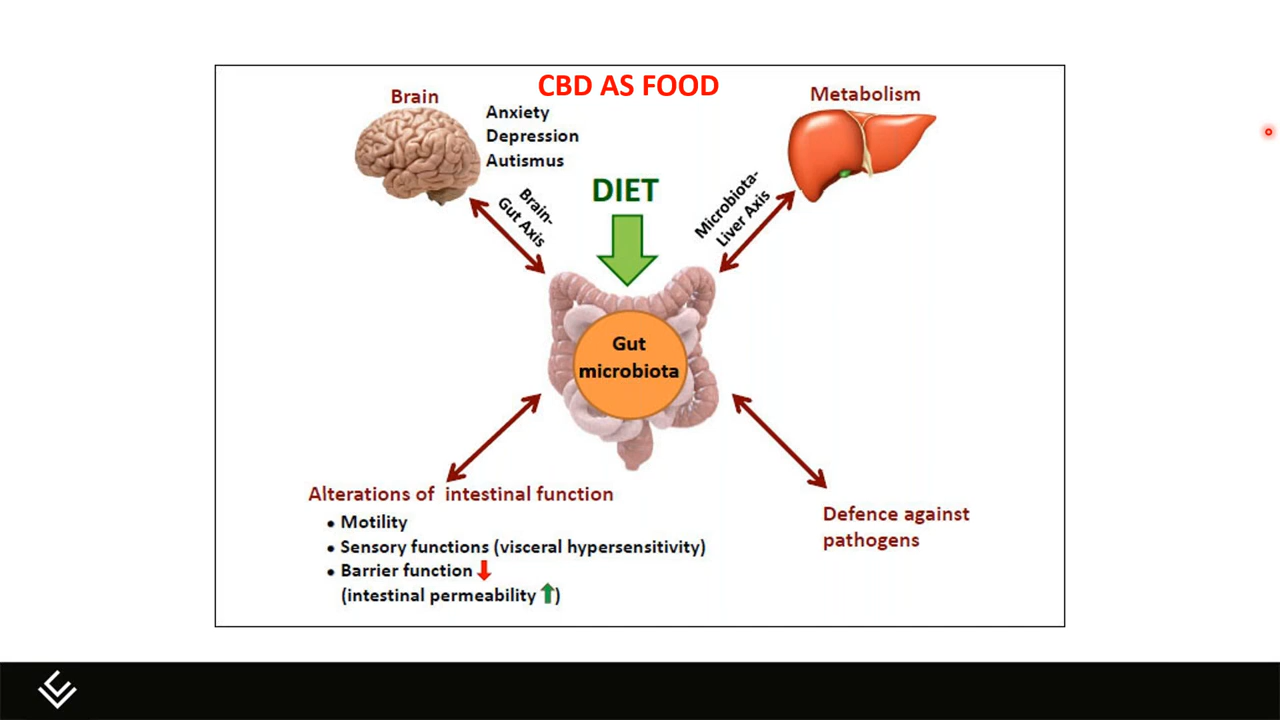 CBD AS FOOD
Brain
Anxiety
Depression
Autismus
Metabolism
DIET
Brain-
Gut Axis
Microbiota-
Liver Axis
Gut
microbiota
Alterations of intestinal function
• Motility
• Sensory functions (visceral hypersensitivity)
• Barrier function
(intestinal permeability )
Defence against
pathogens